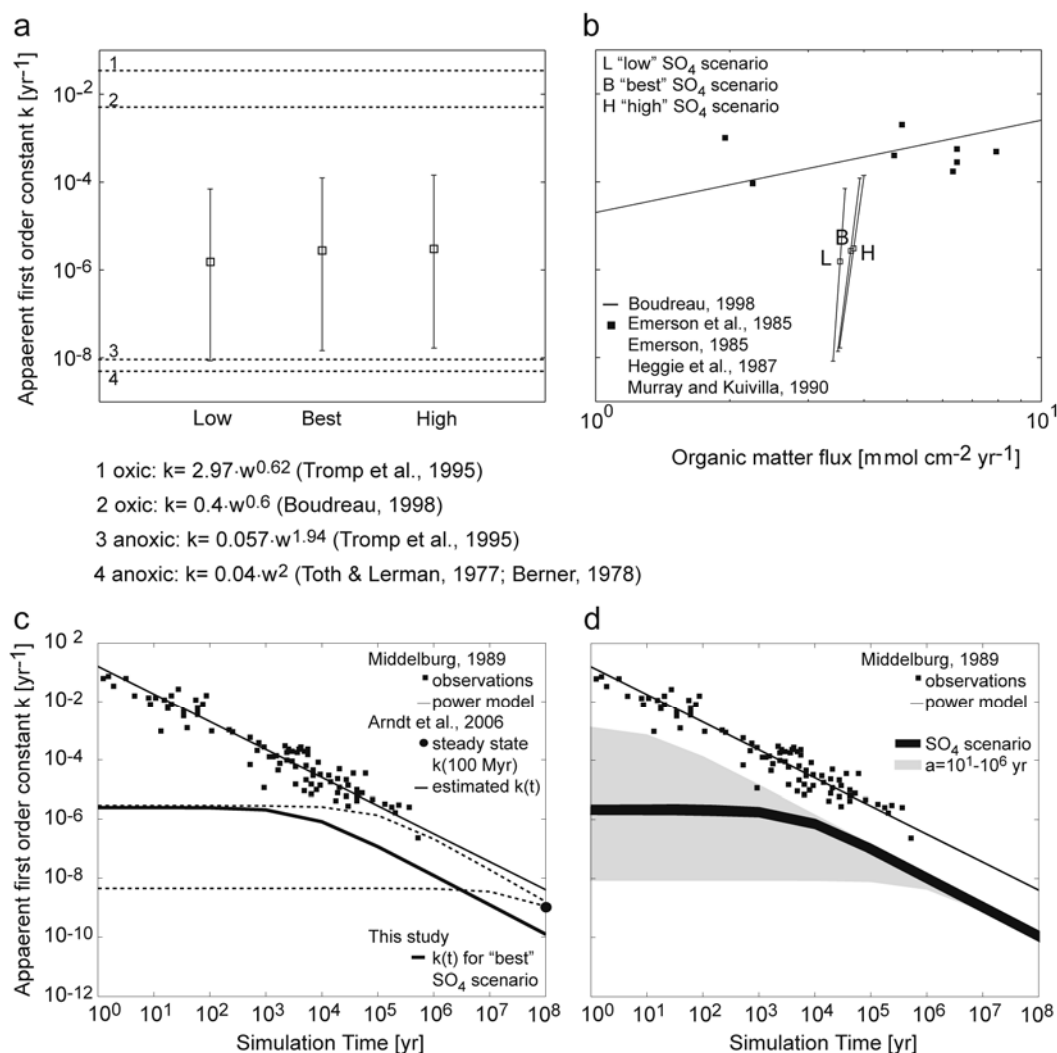 a
Appaerent first order constant k [yr-1]
10-2
10-4
10-6
10-8
1
2
3
4
Low
Best
High
b
L “low” SO4 scenario
B “best” SO4 scenario
H “high” SO4 scenario
B
L
H
Boudreau, 1998
Emerson et al., 1985
Emerson, 1985
Heggie et al., 1987
Murray and Kuivilla, 1990
100
101
Organic matter flux [mmol cm-2 yr-1]
1 oxic: k= 2.97·w0.62 (Tromp et al., 1995)
2 oxic: k= 0.4·w0.6 (Boudreau, 1998)
3 anoxic: k= 0.057·w1.94 (Tromp et al., 1995)
4 anoxic: k= 0.04·w2 (Toth & Lerman, 1977; Berner, 1978)
c
Appaerent first order constant k [yr-1]
10 2
100
10-2
10-4
10-6
10-8
10-10
10-12
Middelburg, 1989
observations
power model
Arndt et al., 2006
steady state
k(100 Myr)
estimated k(t)
This study
k(t) for “best”
SO4 scenario
100 101 102 103 104 105 106 107 108
Simulation Time [yr]
d
Middelburg, 1989
observations
power model
SO4 scenario
a=101-106 yr
100 101 102 103 104 105 106 107 108
Simulation Time [yr]